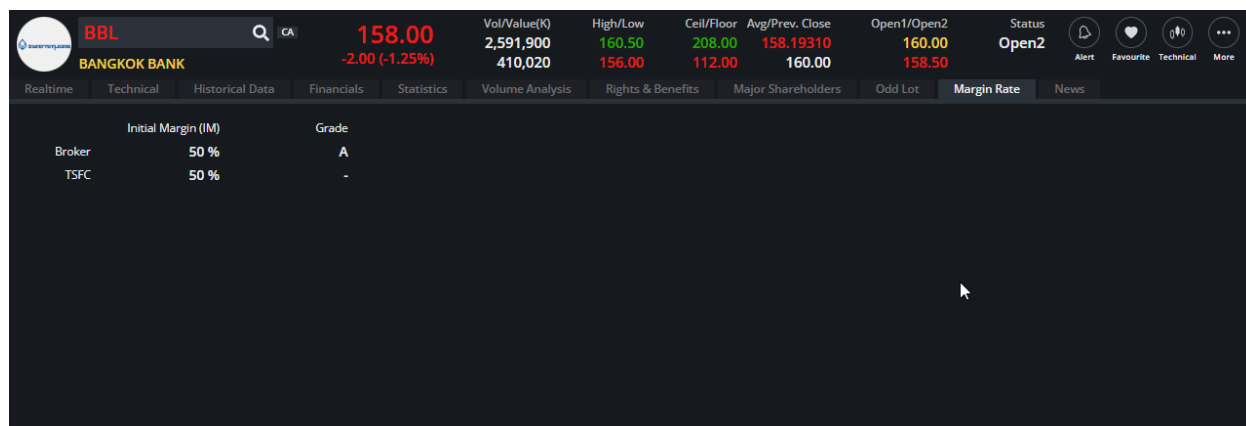 BBL CA 158.00 Vol/Value(K) High/Low Ceil/Floor Avg/Prev. Close Open1/Open2 Status
2,591,900 160.50 208.00 158.19310 160.00 Open2
BANGKOK BANK -2.00 (-1.25%) 410,020 156.00 112.00 160.00 158.50 Alert Favourite Technical More
Realtime Technical Historical Data Financials Statistics Volume Analysis Rights & Benefits Major Shareholders Odd Lot Margin Rate News
Initial Margin (IM) Grade
Broker 50 % A
TSFC 50 % -